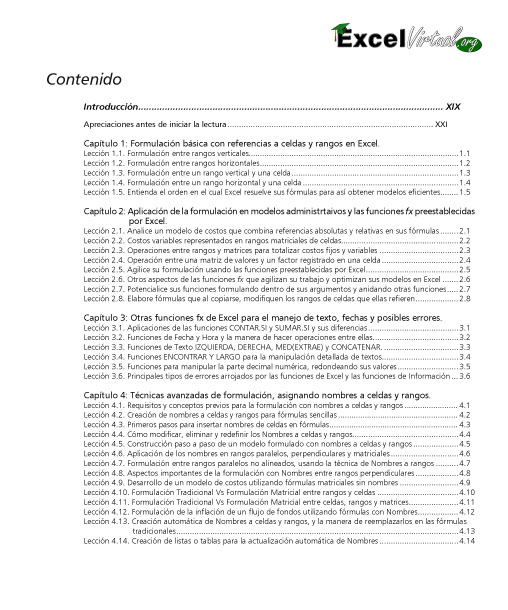 ExcelVirtual.org
Contenido
Introducción.......... XIX
Apreciaciones antes de iniciar la lectura.......... XXI
Capítulo 1: Formulación básica con referencias a celdas y rangos en Excel.
Lección 1.1. Formulación entre rangos verticales..........1.1
Lección 1.2. Formulación entre rangos horizontales..........1.2
Lección 1.3. Formulación entre un rango vertical y una celda..........1.3
Lección 1.4. Formulación entre un rango horizontal y una celda..........1.4
Lección 1.5. Entienda el orden en el cual Excel resuelve sus fórmulas para así obtener modelos eficientes..........1.5
Capítulo 2: Aplicación de la formulación en modelos administrtaivos y las funciones fx preestablecidas
por Excel.
Lección 2.1. Analice un modelo de costos que combina referencias absolutas y relativas en sus fórmulas ..........2.1
Lección 2.2. Costos variables representados en rangos matriciales de celdas..........2.2
Lección 2.3. Operaciones entre rangos y matrices para totalizar costos fijos y variables ..........2.3
Lección 2.4. Operación entre una matriz de valores y un factor registrado en una celda ..........2.4
Lección 2.5. Agilice su formulación usando las funciones preestablecidas por Excel..........2.5
Lección 2.6. Otros aspectos de las funciones fx que agilizan su trabajo y optimizan sus modelos en Excel ..........2.6
Lección 2.7. Potencialice sus funciones formulando dentro de sus argumentos y anidando otras funciones..........2.7
Lección 2.8. Elabore fórmulas que al copiarse, modifiquen los rangos de celdas que ellas refieren..........2.8
Capítulo 3: Otras funciones fx de Excel para el manejo de texto, fechas y posibles errores.
Lección 3.1. Aplicaciones de las funciones CONTAR.SI y SUMAR.SI y sus diferencias..........3.1
Lección 3.2. Funciones de Fecha y Hora y la manera de hacer operaciones entre ellas..........3.2
Lección 3.3. Funciones de Texto IZQUIERDA, DERECHA, MED(EXTRAE) y CONCATENAR. ..........3.3
Lección 3.4. Funciones ENCONTRAR Y LARGO para la manipulación detallada de textos..........3.4
Lección 3.5. Funciones para manipular la parte decimal numérica, redondeando sus valores..........3.5
Lección 3.6. Principales tipos de errores arrojados por las funciones de Excel y las funciones de Información ...3.6
Capítulo 4: Técnicas avanzadas de formulación, asignando nombres a celdas y rangos.
Lección 4.1. Requisitos y conceptos previos para la formulación con nombres a celdas y rangos .......... 4.1
Lección 4.2. Creación de nombres a celdas y rangos para fórmulas sencillas ..........4.2
Lección 4.3. Primeros pasos para insertar nombres de celdas en fórmulas..........4.3
Lección 4.4. Cómo modificar, eliminar y redefinir los Nombres a celdas y rangos..........4.4
Lección 4.5. Construcción paso a paso de un modelo formulado con nombres a celdas y rangos ..........4.5
Lección 4.6. Aplicación de los nombres en rangos paralelos, perpendiculares y matriciales..........4.6
Lección 4.7. Formulación entre rangos paralelos no alineados, usando la técnica de Nombres a rangos ..........4.7
Lección 4.8. Aspectos importantes de la formulación con Nombres entre rangos perpendiculares ..........4.8
Lección 4.9. Desarrollo de un modelo de costos utilizando fórmulas matriciales sin nombres ..........4.9
Lección 4.10. Formulación Tradicional Vs Formulación Matricial entre rangos y celdas ..........4.10
Lección 4.11. Formulación Tradicional Vs Formulación Matricial entre celdas, rangos y matrices..........4.11
Lección 4.12. Formulación de la inflación de un flujo de fondos utilizando fórmulas con Nombres..........4.12
Lección 4.13. Creación automática de Nombres a celdas y rangos, y la manera de reemplazarlos en las fórmulas
tradicionales..........4.13
Lección 4.14. Creación de listas o tablas para la actualización automática de Nombres ..........4.14